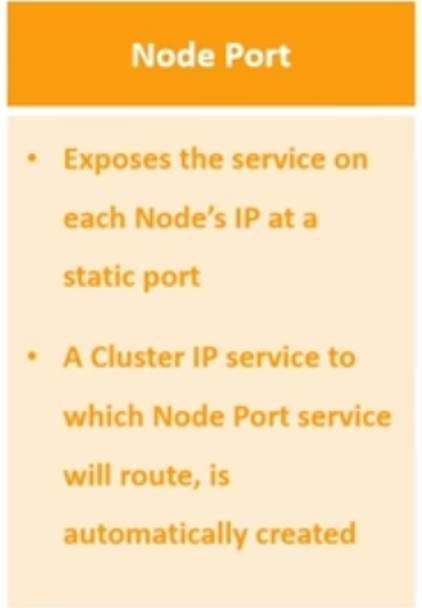 Node Port
• Exposes the service on
each Node's IP at a
static port
• A Cluster IP service to
which Node Port service
will route, is
automatically created